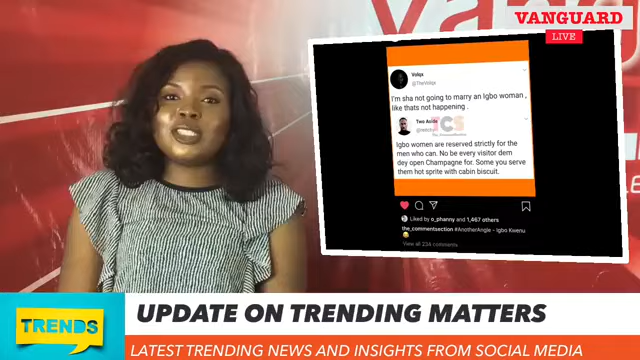 VANGUARD
LIVE
Volqx
@TheVolqx
I'm sha not going to marry an Igbo woman ,
like thats not happening .
Two Aside
Igbo women are reserved strictly for the
men who can. No be every visitor dem
dey open Champagne for. Some you serve
them hot sprite with cabin biscuit.
Liked by o_phanny and 1,467 others
the_commentsection #AnotherAngle - Igbo Kwenu
View all 234 comments
TRENDS
UPDATE ON TRENDING MATTERS
LATEST TRENDING NEWS AND INSIGHTS FROM SOCIAL MEDIA